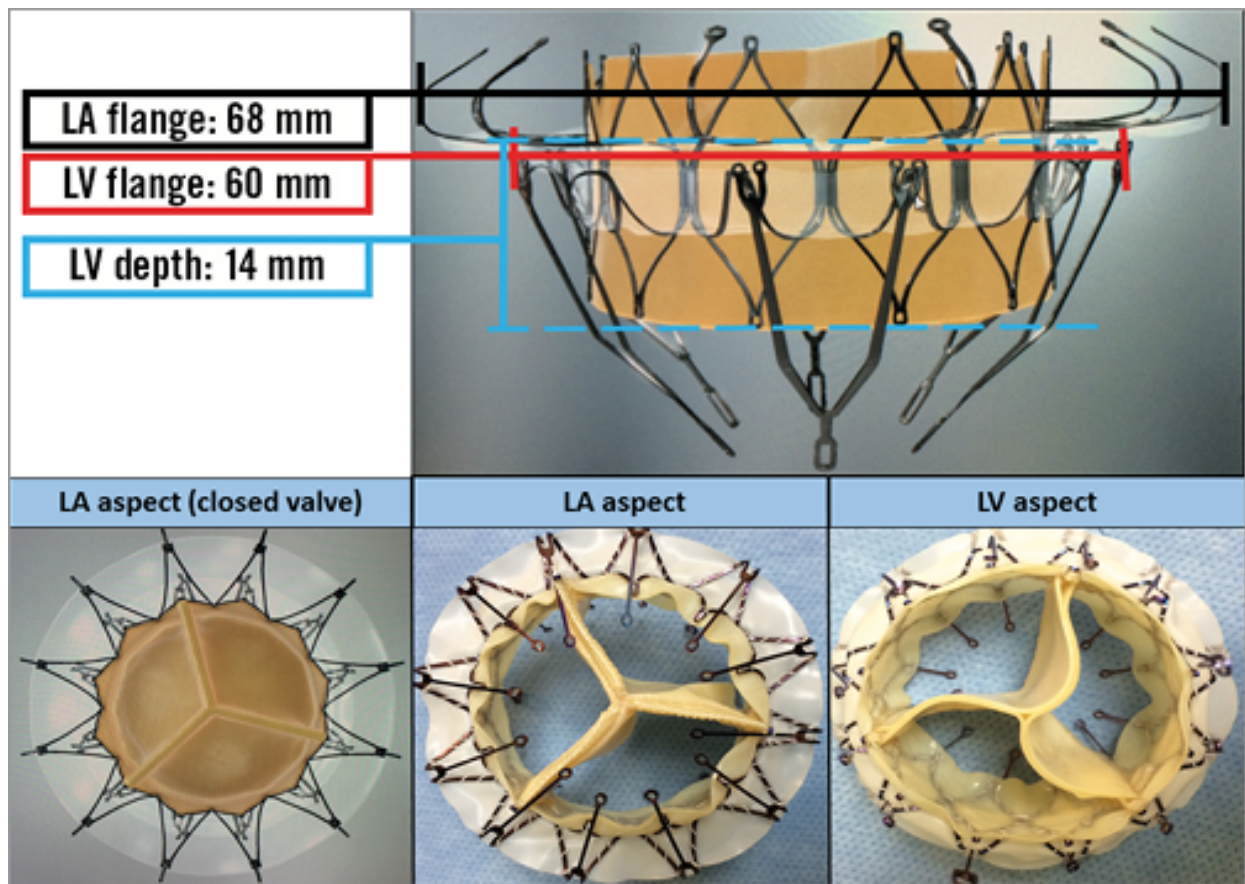 LA flange: 68 mm
LV flange: 60 mm
LV depth: 14 mm
LA aspect (closed valve)
LA aspect
LV aspect